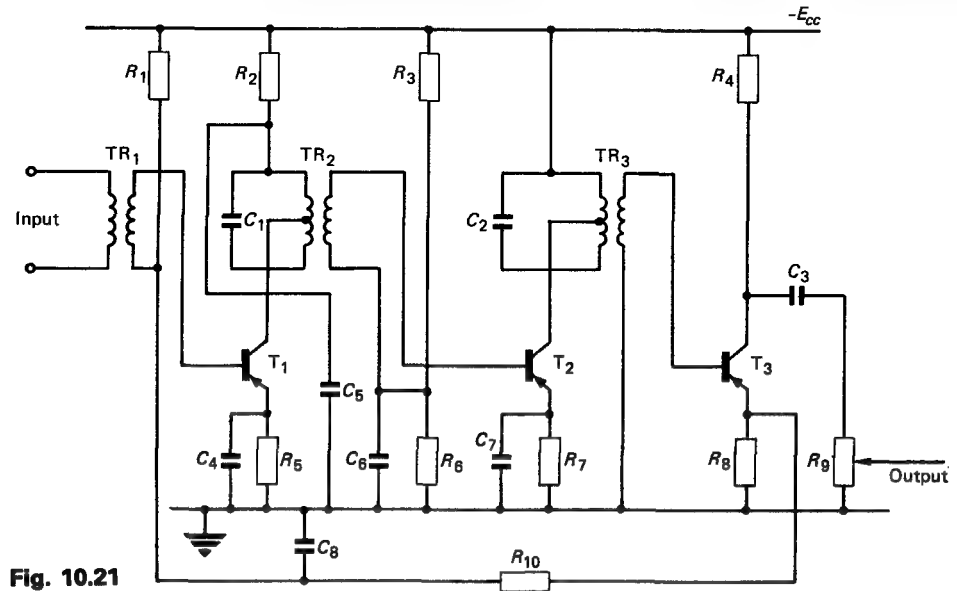 -Ecc
R1
R2
R3
R4
TR1
TR2
TR3
Input
C1
C2
C3
T1
T2
T3
C5
C4
R5
C6
R6
C7
R7
R8
R9
Output
C8
R10
Fig. 10.21